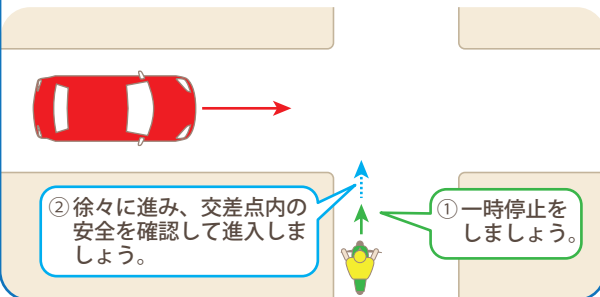 ②徐々に進み、交差点内の
安全を確認して進入しま
しょう。
①一時停止を
しましょう。